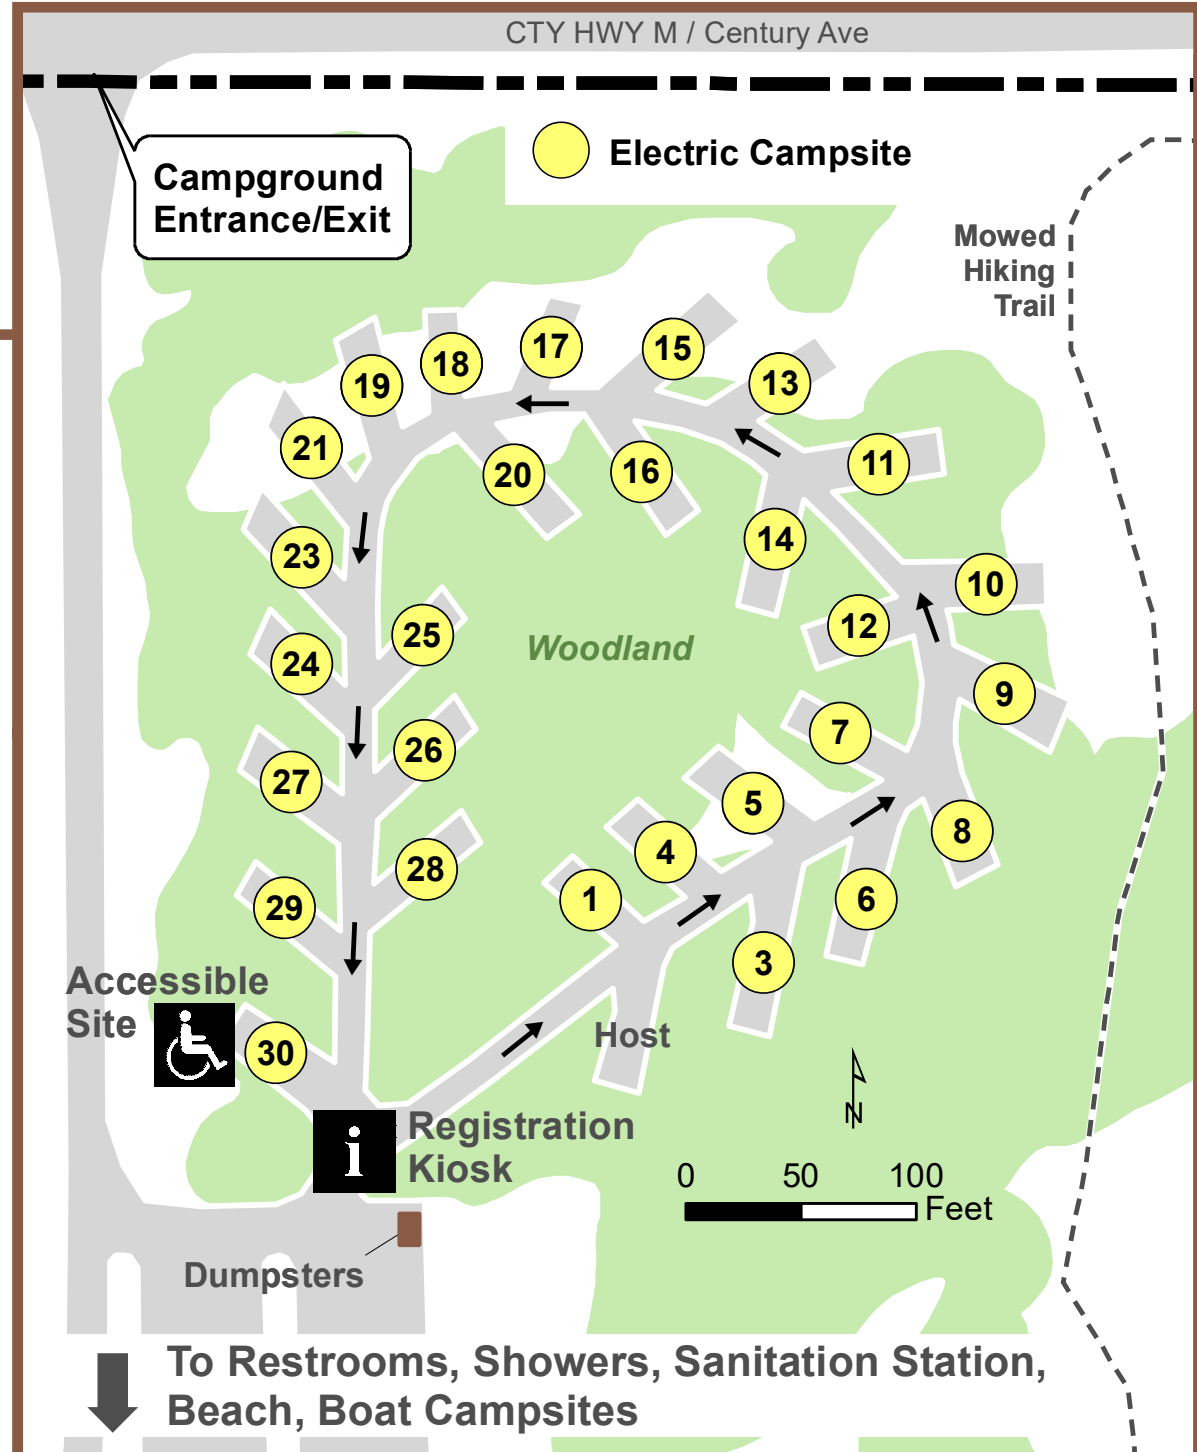 CTY HWY M / Century Ave
Campground
Entrance/Exit
Electric Campsite
Mowed
Hiking
Trail
17
15
18
13
19
21
11
20
16
23
14
10
12
25
Woodland
24
9
7
26
27
5
8
4
28
1
6
29
3
Accessible
Site
Host
30
N
i
Registration
Kiosk
0 50 100
Feet
Dumpsters
To Restrooms, Showers, Sanitation Station,
Beach, Boat Campsites